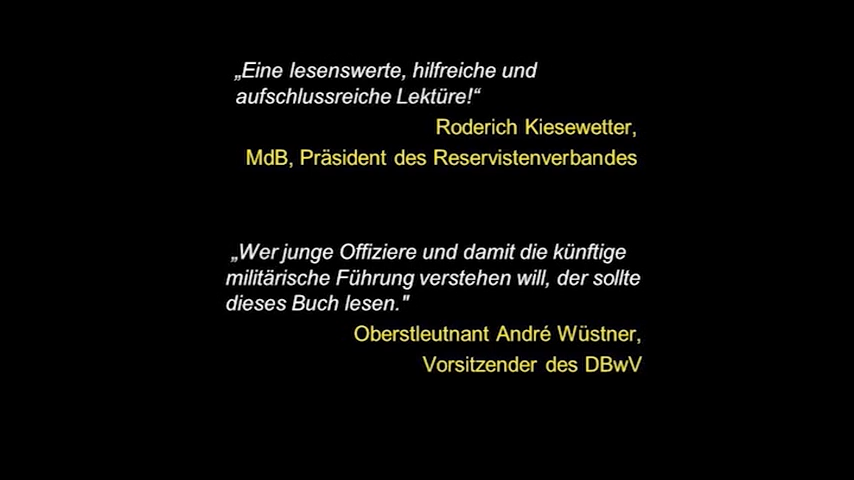 „Eine lesenswerte, hilfreiche und
aufschlussreiche Lektüre!“
Roderich Kiesewetter,
MdB, Präsident des Reservistenverbandes
„Wer junge Offiziere und damit die künftige
militärische Führung verstehen will, der sollte
dieses Buch lesen."
Oberstleutnant André Wüstner,
Vorsitzender des DBwV